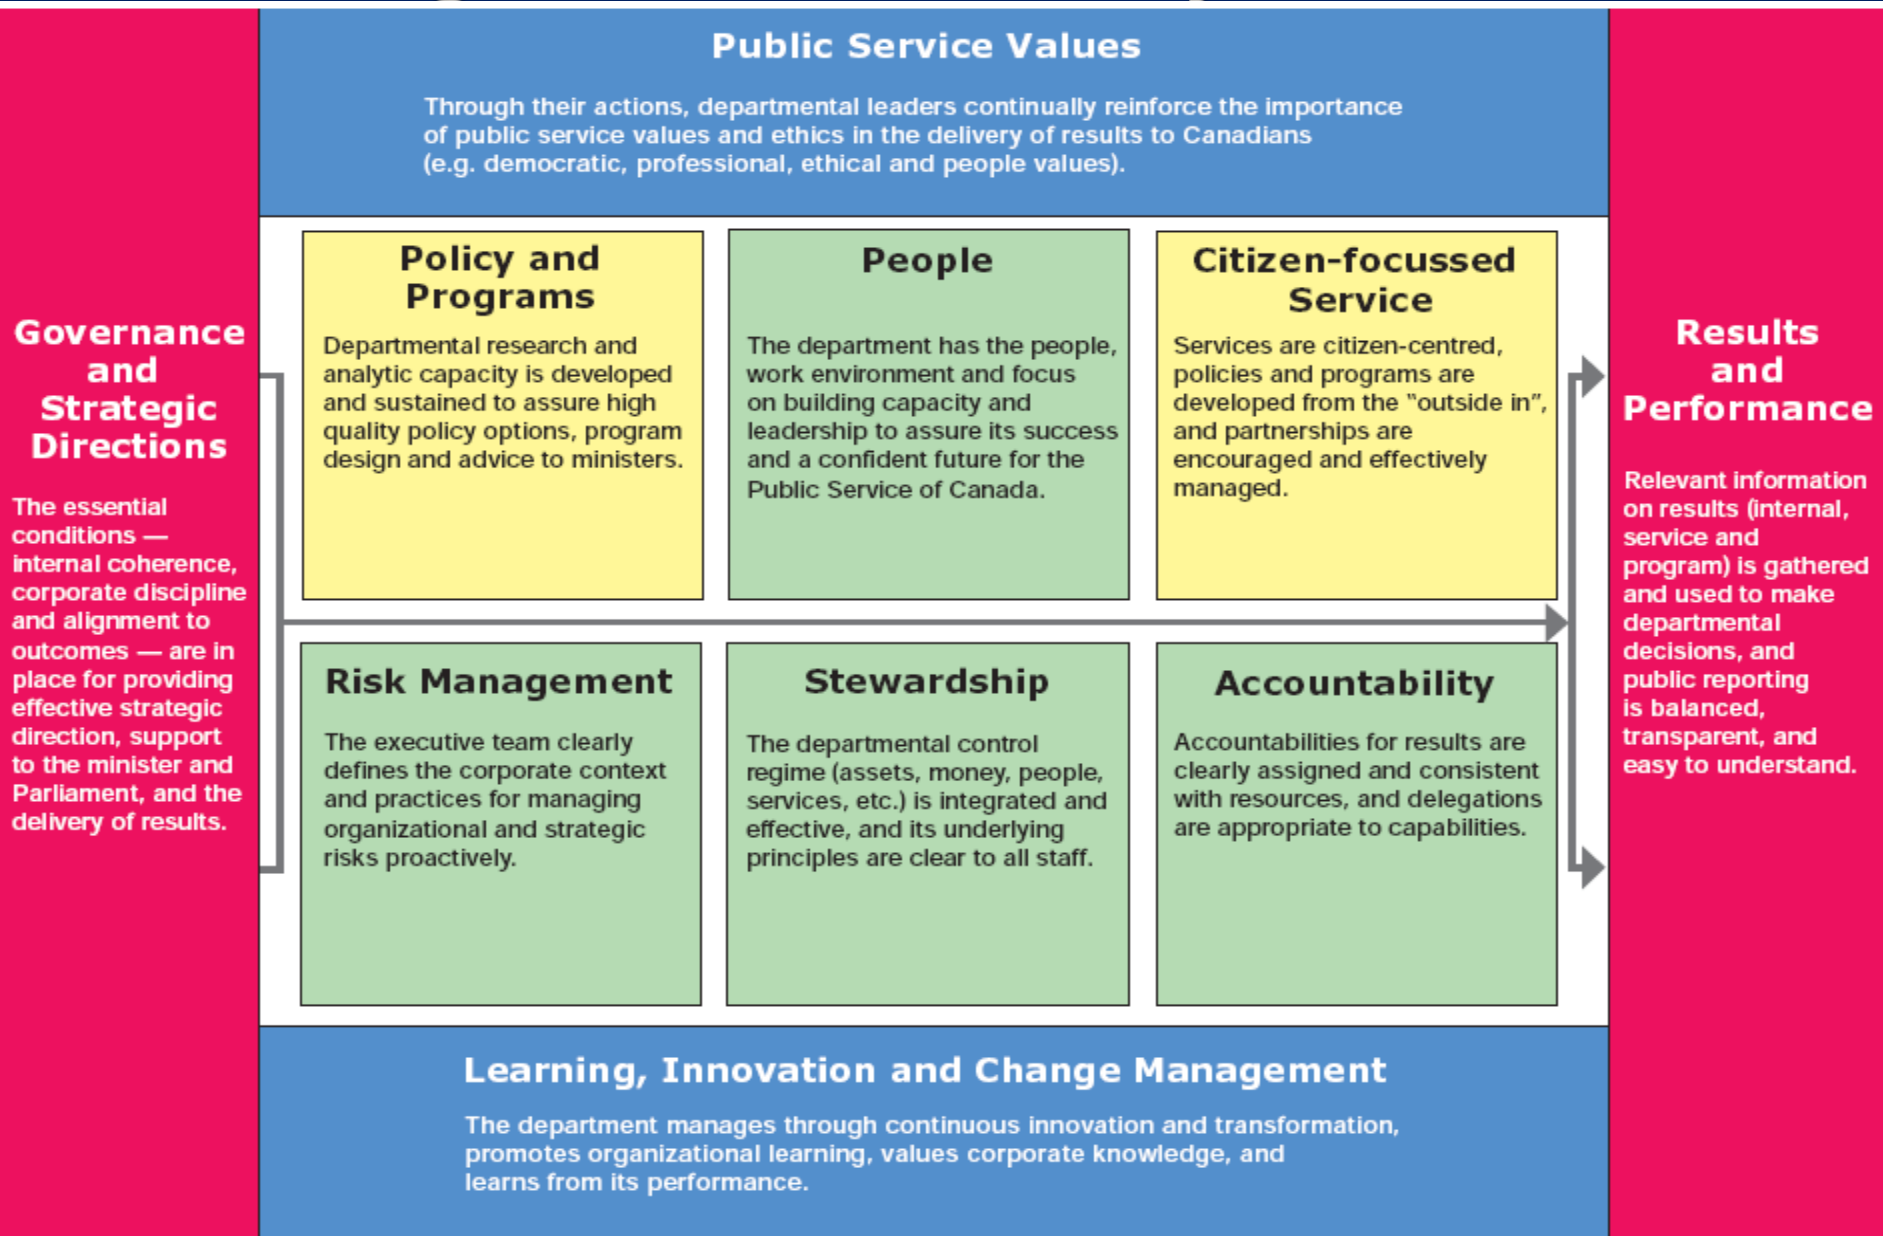 Public Service Values
Through their actions, departmental leaders continually reinforce the importance
of public service values and ethics in the delivery of results to Canadians
(e.g. democratic, professional, ethical and people values).
Governance
and
Strategic
Directions
The essential
conditions —
internal coherence,
corporate discipline
and alignment to
outcomes — are in
place for providing
effective strategic
direction, support
to the minister and
Parliament, and the
delivery of results.
Policy and
Programs
Departmental research and
analytic capacity is developed
and sustained to assure high
quality policy options, program
design and advice to ministers.
People
The department has the people,
work environment and focus
on building capacity and
leadership to assure its success
and a confident future for the
Public Service of Canada.
Citizen-focussed
Service
Services are citizen-centred,
policies and programs are
developed from the "outside in",
and partnerships are
encouraged and effectively
managed.
Risk Management
The executive team clearly
defines the corporate context
and practices for managing
organizational and strategic
risks proactively.
Stewardship
The departmental control
regime (assets, money, people,
services, etc.) is integrated and
effective, and its underlying
principles are clear to all staff.
Accountability
Accountabilities for results are
clearly assigned and consistent
with resources, and delegations
are appropriate to capabilities.
Results
and
Performance
Relevant information
on results (internal,
service and
program) is gathered
and used to make
departmental
decisions, and
public reporting
is balanced,
transparent, and
easy to understand.
Learning, Innovation and Change Management
The department manages through continuous innovation and transformation,
promotes organizational learning, values corporate knowledge, and
learns from its performance.